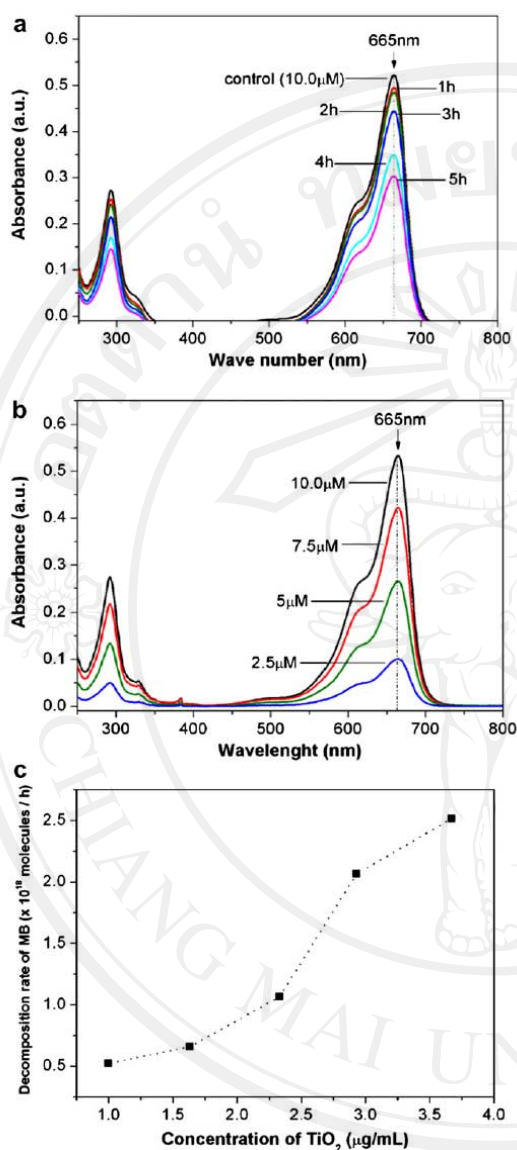 a
665nm
control (10.0μM)
1h
2h
3h
4h
5h
Absorbance (a.u.)
0.6
0.5
0.4
0.3
0.2
0.1
0.0
300 400 500 600 700 800
Wave number (nm)
b
665nm
10.0μM
7.5μM
5μM
2.5μM
Absorbance (a.u.)
0.6
0.5
0.4
0.3
0.2
0.1
0.0
300 400 500 600 700 800
Wavelenght (nm)
c
Decomposition rate of MB (x 10¹⁸ molecules / h)
2.5
2.0
1.5
1.0
0.5
1.0 1.5 2.0 2.5 3.0 3.5 4.0
Concentration of TiO₂ (μg/mL)
CHIANG MAI UN